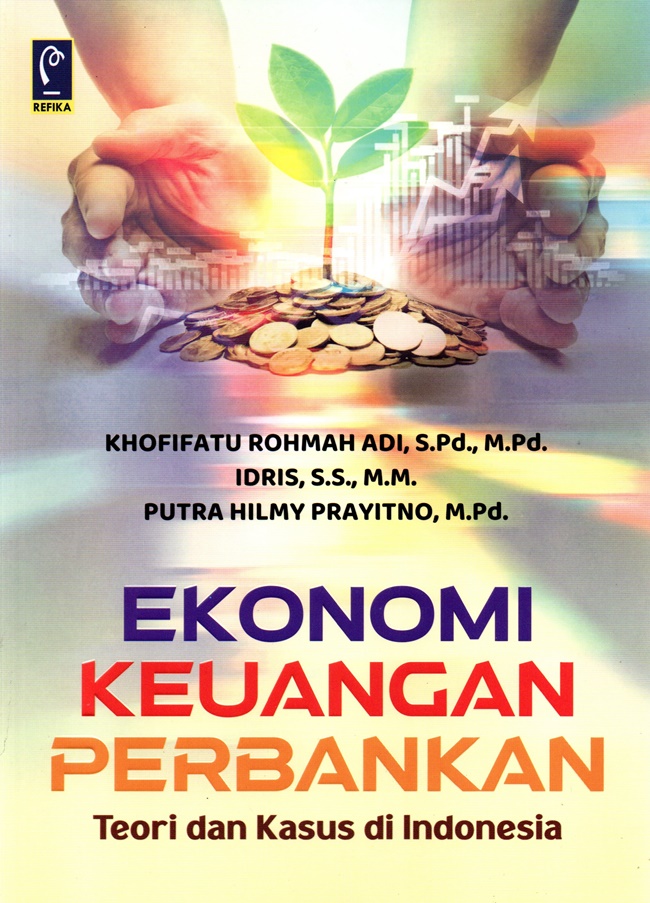 REFIKA
KHOFIFATU ROHMAH ADI, S.Pd., M.Pd.
IDRIS, S.S., M.M.
PUTRA HILMY PRAYITNO, M.Pd.
EKONOMI
KEUANGAN
PERBANKAN
Teori dan Kasus di Indonesia